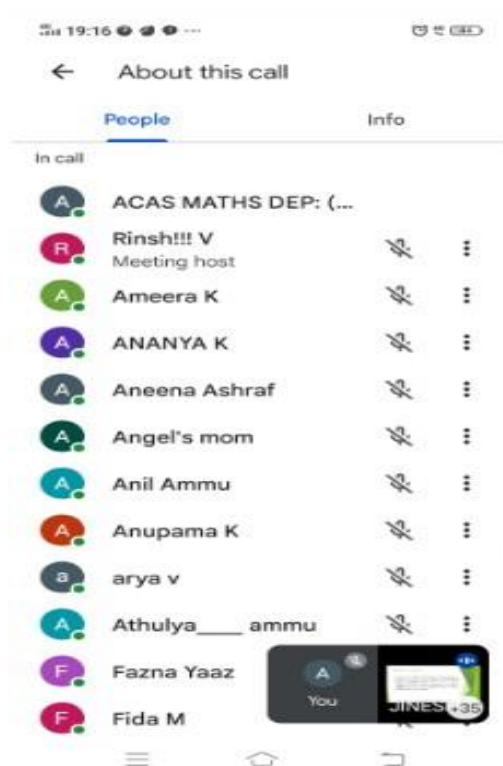 19:16
← About this call
People Info
In call
A ACAS MATHS DEP: (...
R Rinsh!!! V
Meeting host
A Ameera K
A ANANYA K
A Aneena Ashraf
A Angel's mom
A Anil Ammu
A Anupama K
a arya v
A Athulya____ ammu
F Fazna Yaaz
A
You
JINES
+35
F Fida M